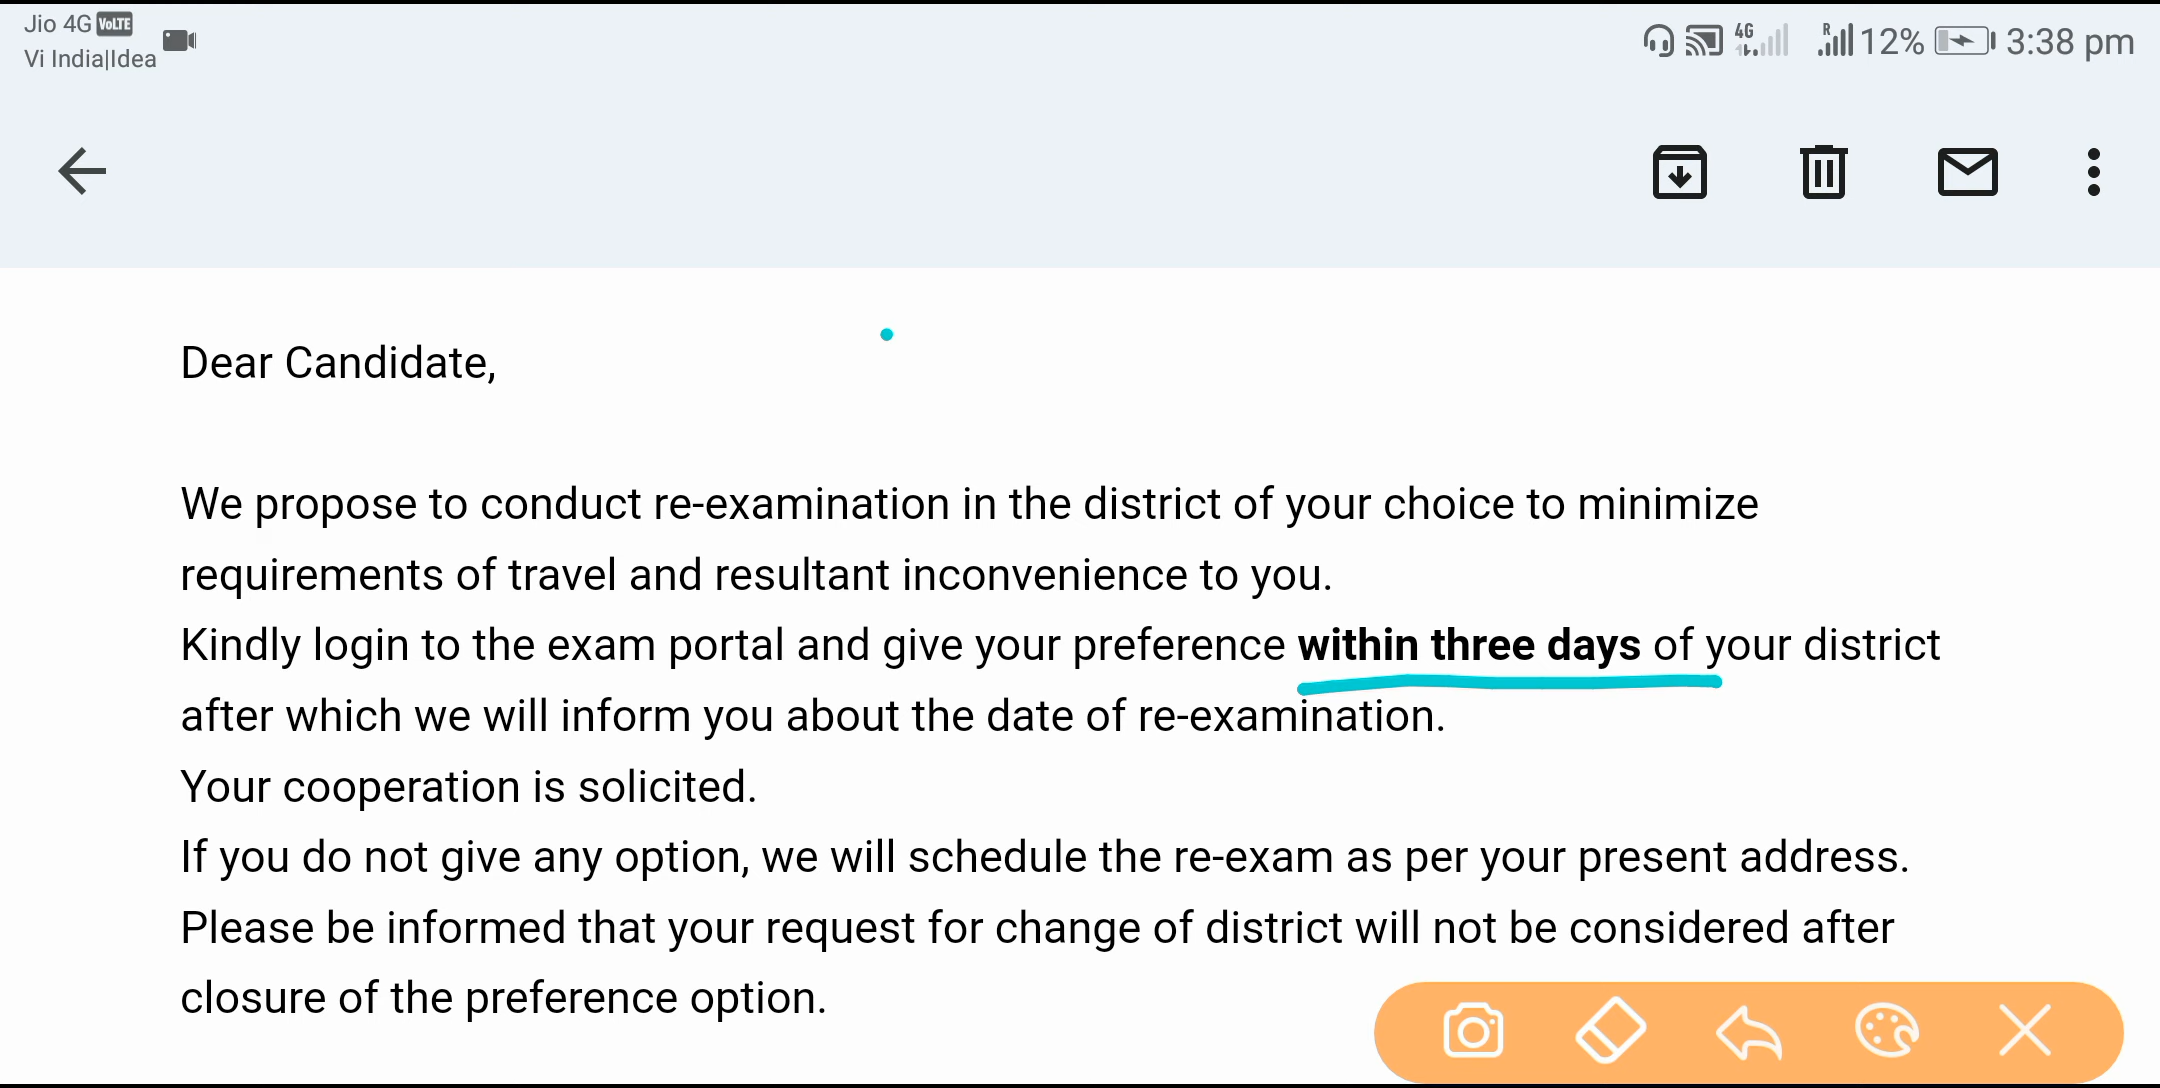 Jio 4G VoLTE
Vi India|Idea
4G R 12% 3:38 pm
Dear Candidate,
We propose to conduct re-examination in the district of your choice to minimize
requirements of travel and resultant inconvenience to you.
Kindly login to the exam portal and give your preference within three days of your district
after which we will inform you about the date of re-examination.
Your cooperation is solicited.
If you do not give any option, we will schedule the re-exam as per your present address.
Please be informed that your request for change of district will not be considered after
closure of the preference option.